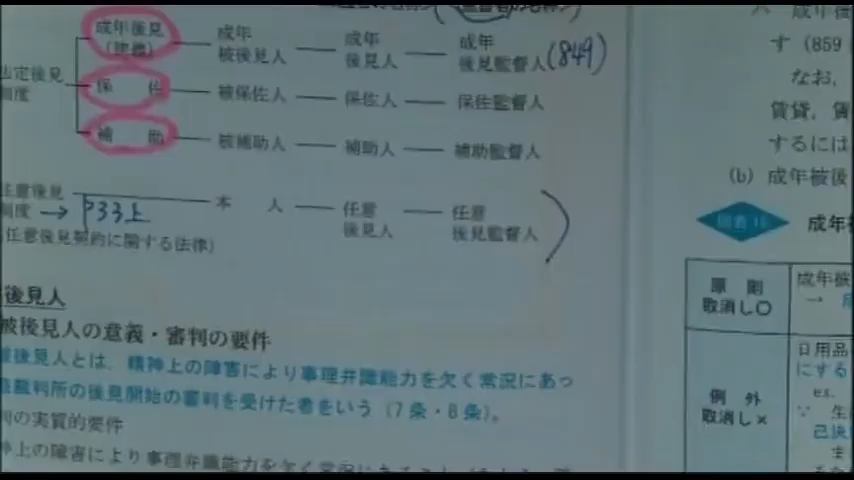 成年後見
成年
被後見人
成年
後見人
成年
後見監督人
(849)
法定後見
制度
保 佐
被保佐人
保佐人
保佐監督人
補 助
被補助人
補助人
補助監督人
任意後見
制度
→ P33上
本 人
任意
後見人
任意
後見監督人
(任意後見契約に関する法律)
後見人
被後見人の意義・審判の要件
被後見人とは、精神上の障害により事理弁識能力を欠く常況にあっ
庭裁判所の後見開始の審判を受けた者をいう(7条・8条)。
判の実質的要件
神上の障害により事理弁識能力を欠く常況にある
成年後
す(859
なお、
賃貸、賃
するには
(b) 成年被後
成年被
原 則
取消し○
成年被
→
例 外
取消し×
日用品
にする
ex.
∵ 生
己決